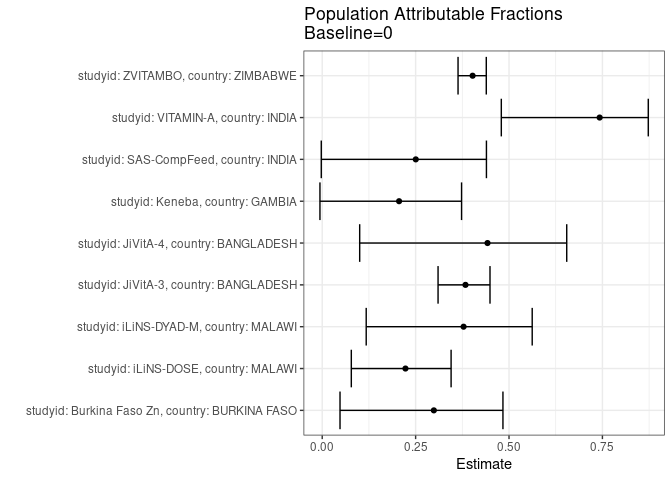 Population Attributable Fractions
Baseline=0
studyid: ZVITAMBO, country: ZIMBABWE
studyid: VITAMIN-A, country: INDIA
studyid: SAS-CompFeed, country: INDIA
studyid: Keneba, country: GAMBIA
studyid: JiVitA-4, country: BANGLADESH
studyid: JiVitA-3, country: BANGLADESH
studyid: iLiNS-DYAD-M, country: MALAWI
studyid: iLiNS-DOSE, country: MALAWI
studyid: Burkina Faso Zn, country: BURKINA FASO
0.00 0.25 0.50 0.75
Estimate